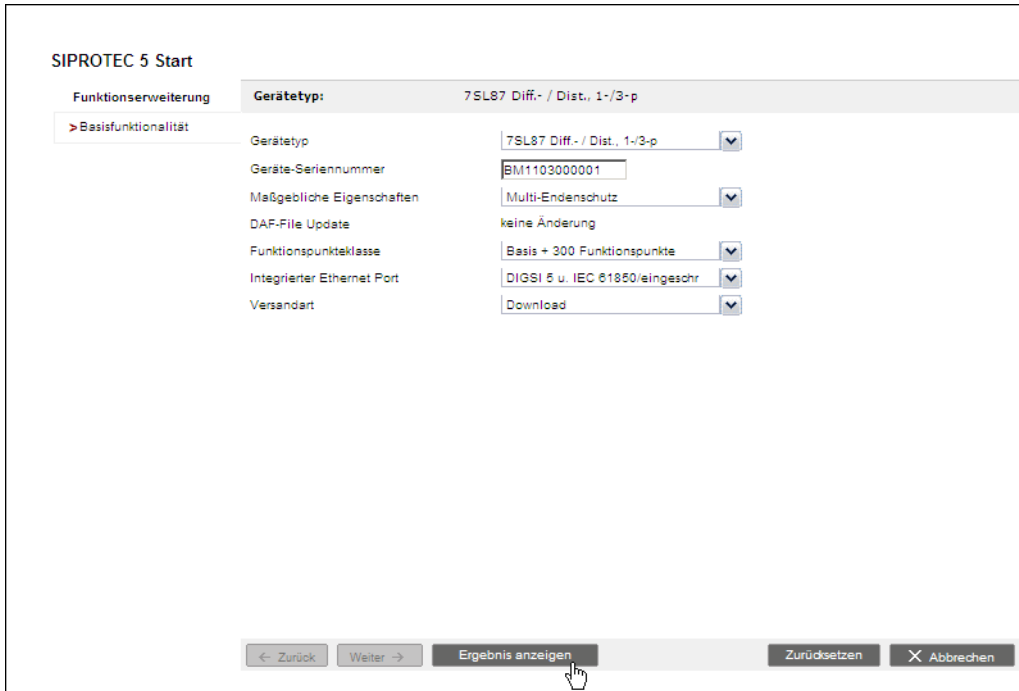 SIPROTEC 5 Start
Funktionserweiterung
>Basisfunktionalität
Gerätetyp: 7SL87 Diff.- / Dist., 1-/3-p
Gerätetyp 7SL87 Diff.- / Dist., 1-/3-p
Geräte-Seriennummer BM1103000001
Maßgebliche Eigenschaften Multi-Endenschutz
DAF-File Update keine Änderung
Funktionspunkteklasse Basis + 300 Funktionspunkte
Integrierter Ethernet Port DIGSI 5 u. IEC 61850/eingeschr
Versandart Download
← Zurück Weiter → Ergebnis anzeigen Zurücksetzen X Abbrechen